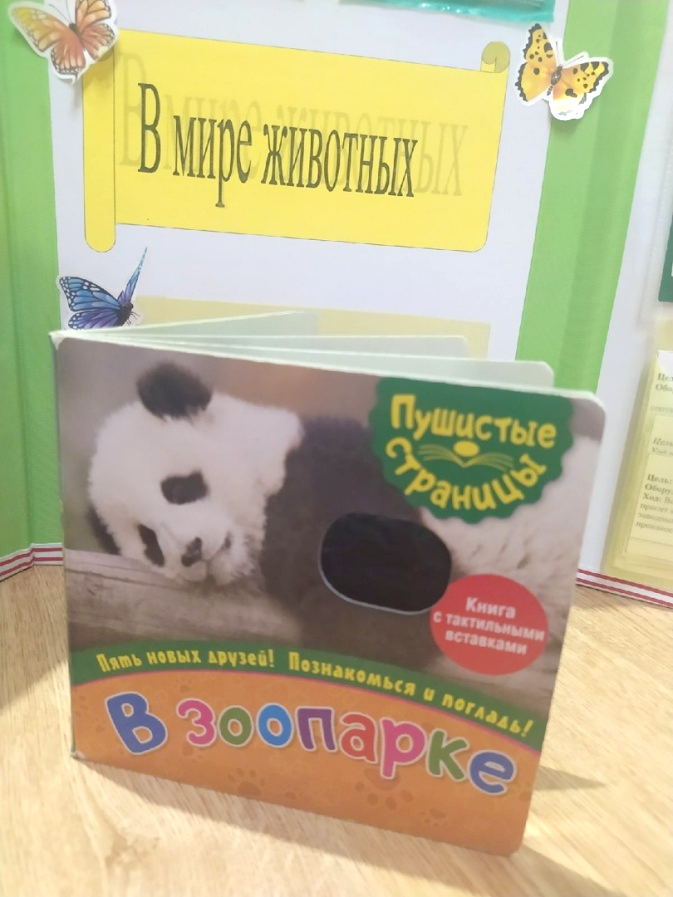 В мире животных
Пушистые
страницы
Книга
с тактильными
вставками
Пять новых друзей! Познакомься и погладь!
В зоопарке